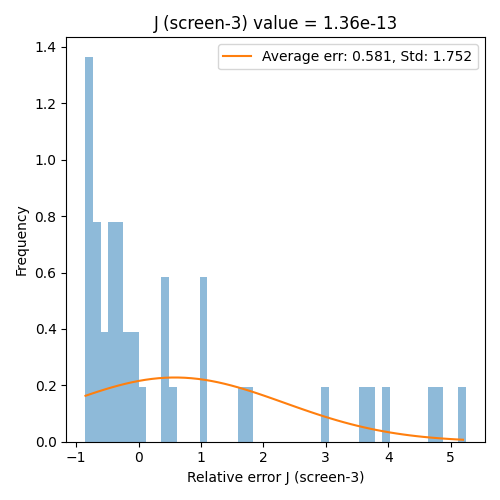 J (screen-3) value = 1.36e-13
Average err: 0.581, Std: 1.752
Frequency
1.4
1.2
1.0
0.8
0.6
0.4
0.2
0.0
−1 0 1 2 3 4 5
Relative error J (screen-3)